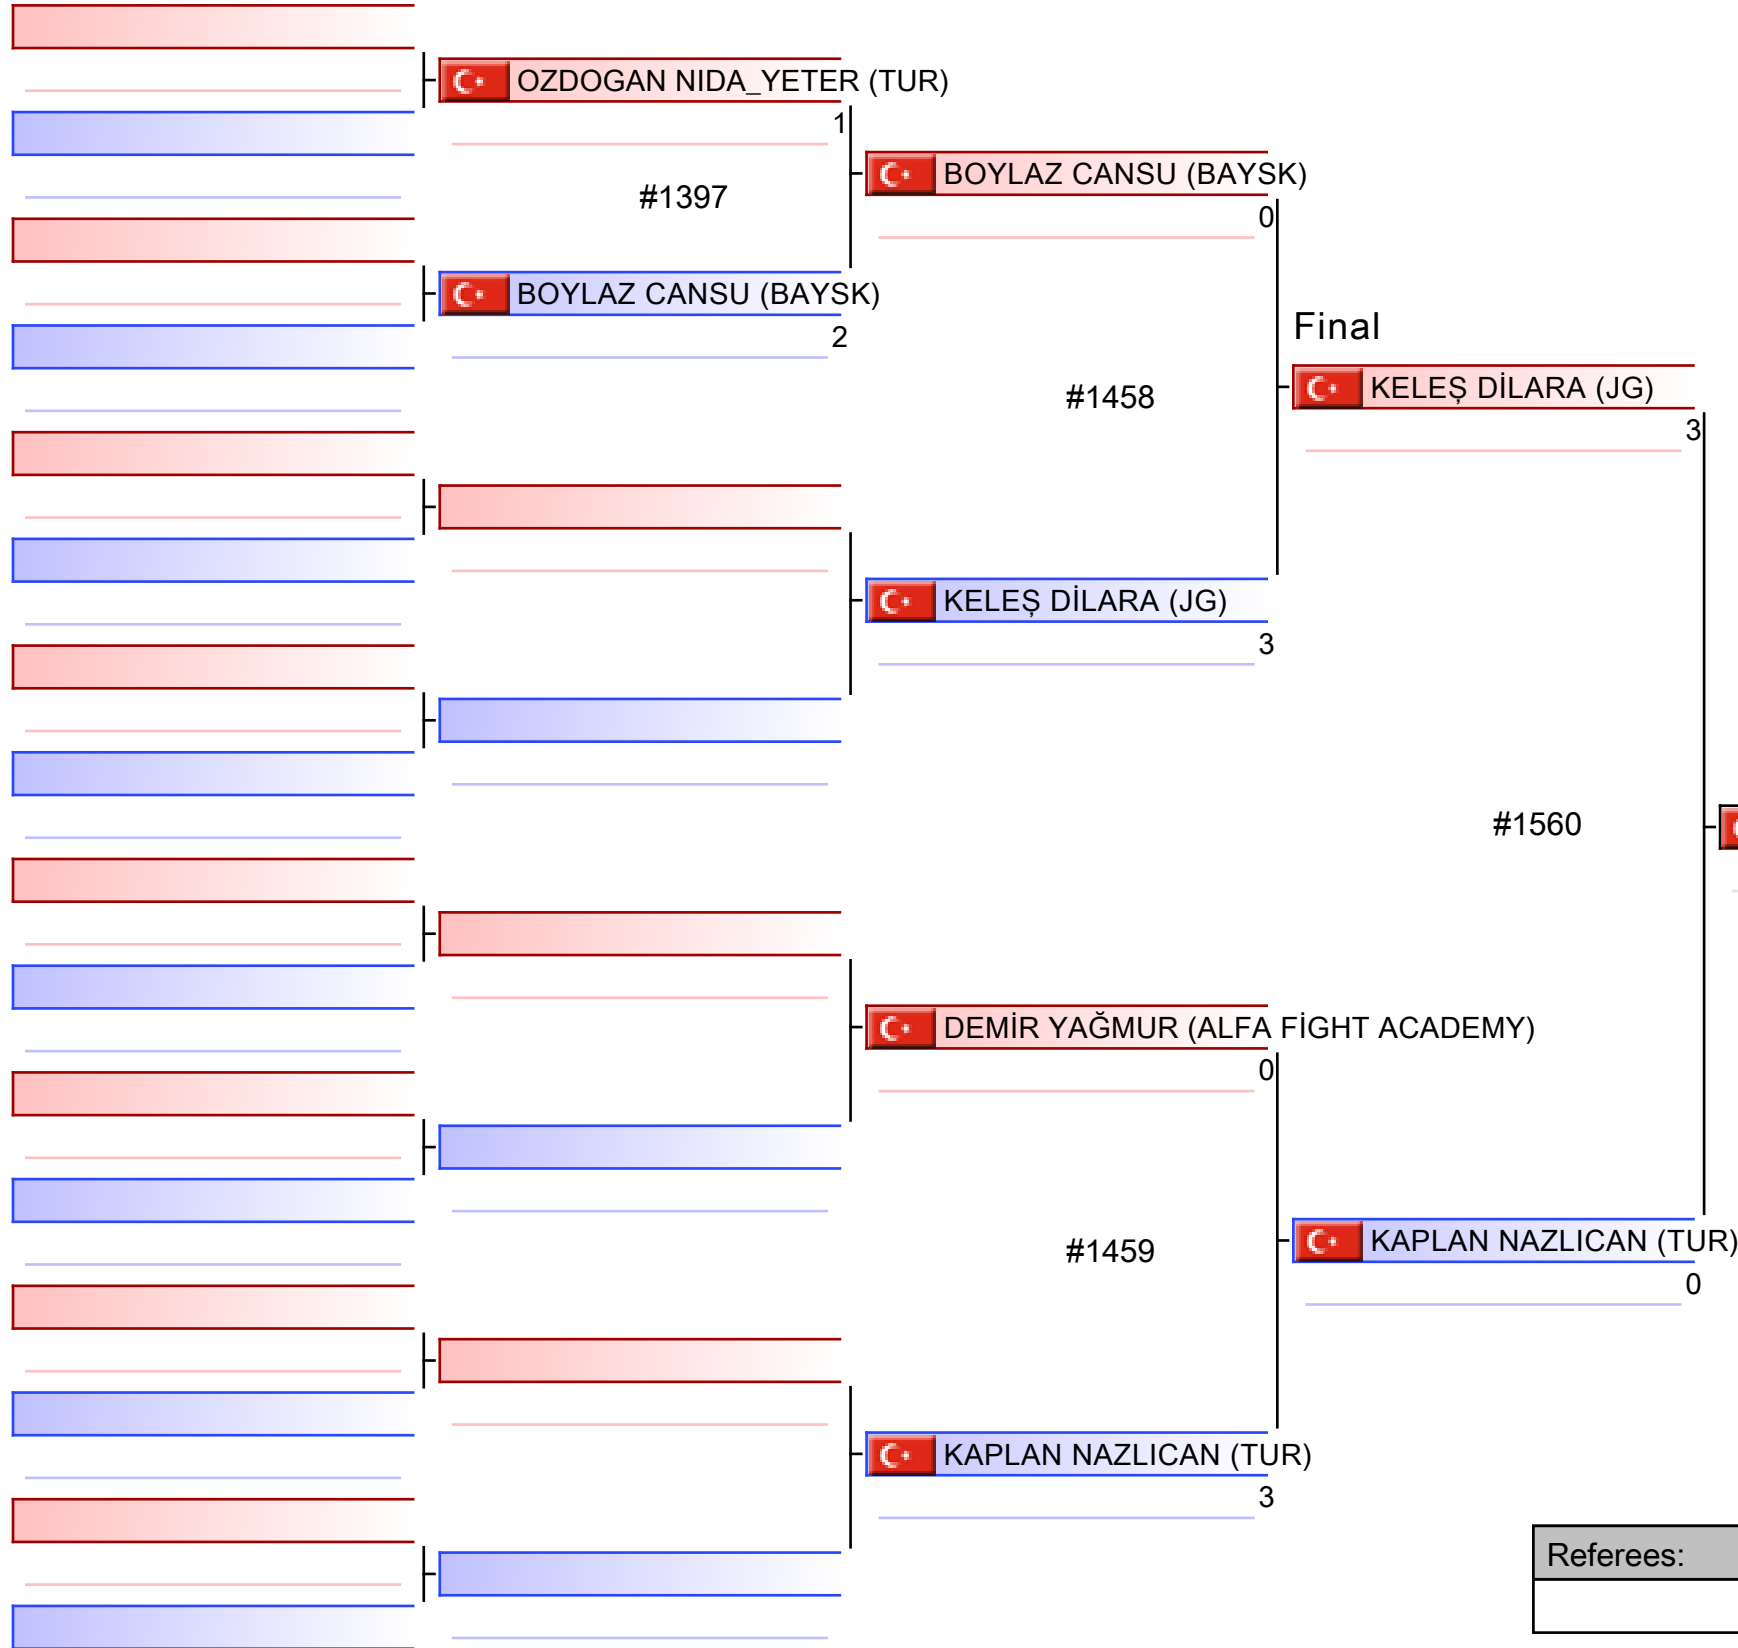 OZDOGAN NIDA_YETER (TUR)
1
BOYLAZ CANSU (BAYSK)
#1397
0
BOYLAZ CANSU (BAYSK)
2
Final
KELEŞ DİLARA (JG)
#1458
3
KELEŞ DİLARA (JG)
3
#1560
DEMİR YAĞMUR (ALFA FİGHT ACADEMY)
0
#1459
KAPLAN NAZLICAN (TUR)
0
KAPLAN NAZLICAN (TUR)
3
Referees: